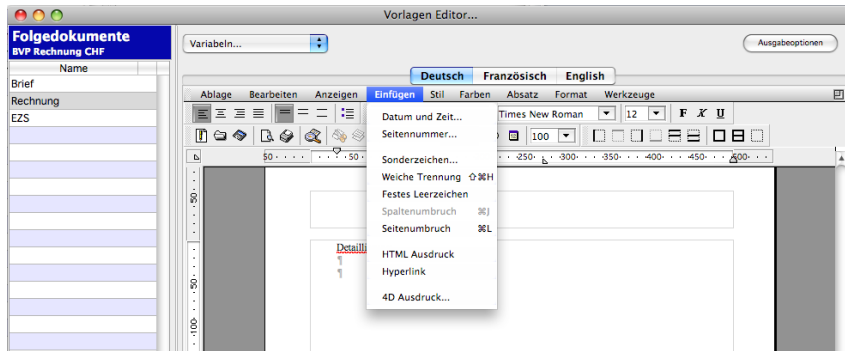 Vorlagen Editor...
Folgedokumente
BVP Rechnung CHF
Name
Brief
Rechnung
EZS
Variabeln...
Ausgabeoptionen
Deutsch Französisch English
Ablage Bearbeiten Anzeigen Einfügen Stil Farben Absatz Format Werkzeuge
Times New Roman 12 F X U
100
Datum und Zeit...
Seitennummer...
Sonderzeichen...
Weiche Trennung ⇧⌘H
Festes Leerzeichen
Spaltenumbruch ⌘J
Seitenumbruch ⌘L
HTML Ausdruck
Hyperlink
4D Ausdruck...
50 50 250 300 350 400 450 500
50
Detailli
¶
¶
50
100